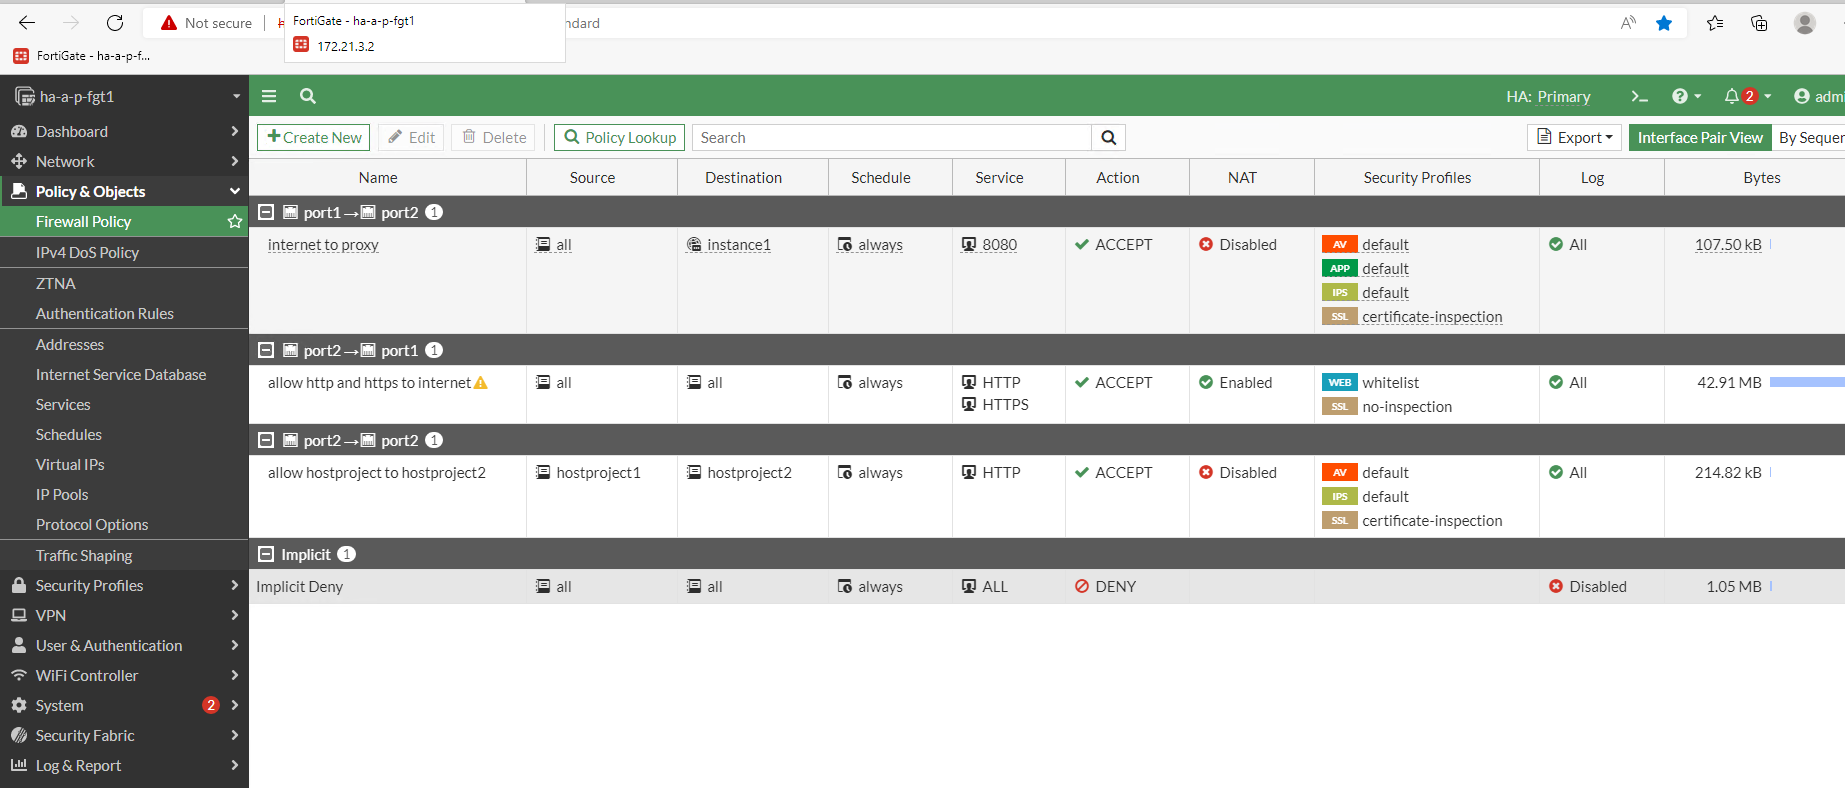 FortiGate - ha-a-p-fgt1
Not secure
ndard
172.21.3.2
FortiGate - ha-a-p-f...
ha-a-p-fgt1
HA: Primary
>_
?
2
admi
Dashboard
Network
Policy & Objects
Firewall Policy
IPv4 DoS Policy
ZTNA
Authentication Rules
Addresses
Internet Service Database
Services
Schedules
Virtual IPs
IP Pools
Protocol Options
Traffic Shaping
Security Profiles
VPN
User & Authentication
WiFi Controller
System 2
Security Fabric
Log & Report
+Create New Edit Delete Policy Lookup Search Export Interface Pair View By Sequen
Name Source Destination Schedule Service Action NAT Security Profiles Log Bytes
port1→ port2 1
internet to proxy all instance1 always 8080 ACCEPT Disabled AV default All 107.50 kB
APP default
IPS default
SSL certificate-inspection
port2→ port1 1
allow http and https to internet all all always HTTP ACCEPT Enabled WEB whitelist All 42.91 MB
HTTPS SSL no-inspection
port2→ port2 1
allow hostproject to hostproject2 hostproject1 hostproject2 always HTTP ACCEPT Disabled AV default All 214.82 kB
IPS default
SSL certificate-inspection
Implicit 1
Implicit Deny all all always ALL DENY Disabled 1.05 MB